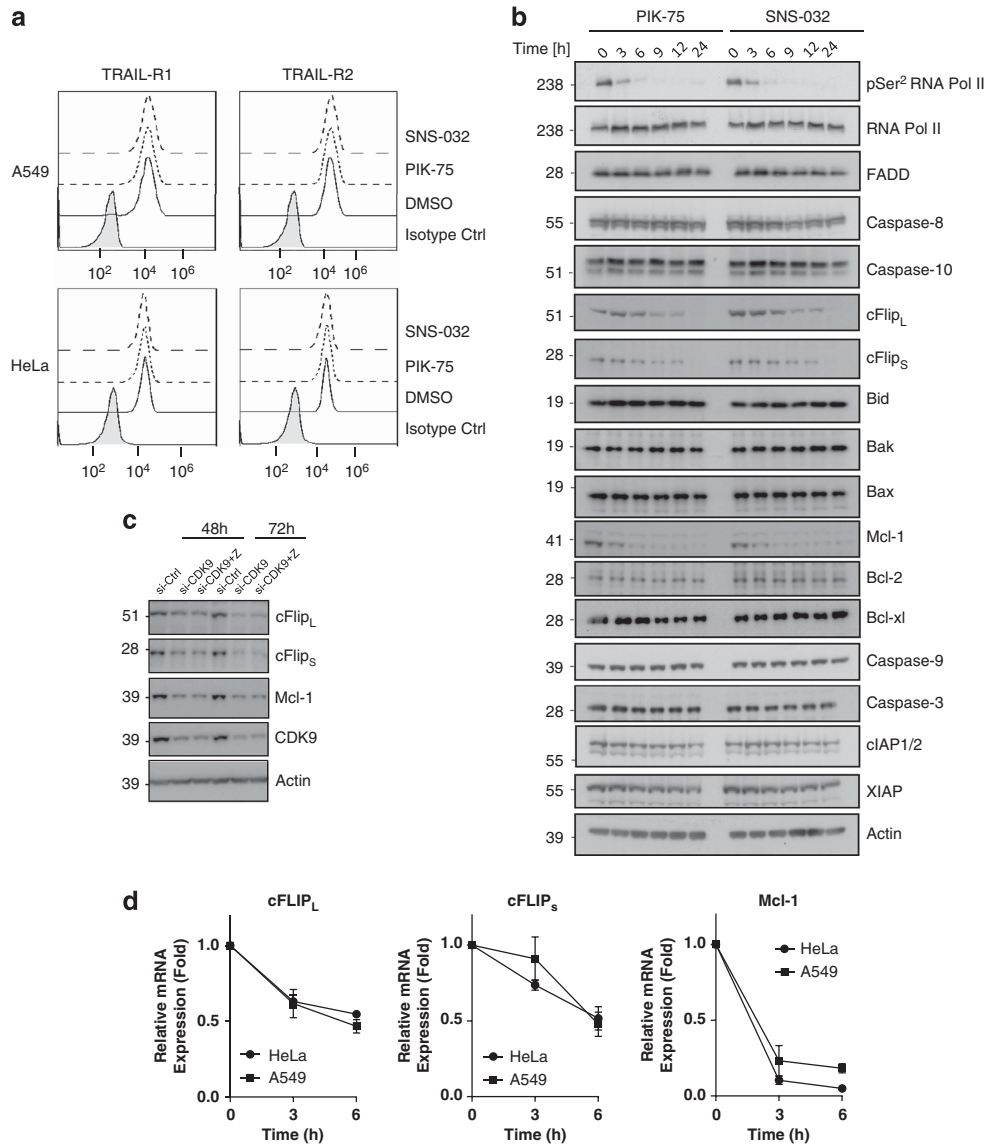 a
TRAIL-R1 TRAIL-R2
A549
SNS-032
PIK-75
DMSO
Isotype Ctrl
10² 10⁴ 10⁶ 10² 10⁴ 10⁶
HeLa
SNS-032
PIK-75
DMSO
Isotype Ctrl
10² 10⁴ 10⁶ 10² 10⁴ 10⁶
b
PIK-75 SNS-032
Time [h] 0 3 6 9 12 24 0 3 6 9 12 24
238 pSer² RNA Pol II
238 RNA Pol II
28 FADD
55 Caspase-8
51 Caspase-10
51 cFlipL
28 cFlipS
19 Bid
19 Bak
19 Bax
41 Mcl-1
28 Bcl-2
28 Bcl-xl
39 Caspase-9
28 Caspase-3
55 cIAP1/2
55 XIAP
39 Actin
c
48h 72h
si-Ctrl si-CDK9 si-CDK9+Z si-Ctrl si-CDK9 si-CDK9+Z
51 cFlipL
28 cFlipS
39 Mcl-1
39 CDK9
39 Actin
d
cFLIPL
Relative mRNA
Expression (Fold)
1.0
0.5
0.0
HeLa
A549
0 3 6
Time (h)
cFLIPs
Relative mRNA
Expression (Fold)
1.0
0.5
0.0
HeLa
A549
0 3 6
Time (h)
Mcl-1
Relative mRNA
Expression (Fold)
1.0
0.5
0.0
HeLa
A549
0 3 6
Time (h)